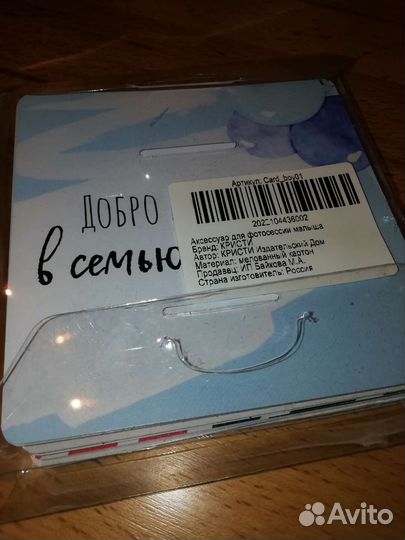 Артикул: Card_boy01
2025104436002
Аксессуар для фотосессии малыша
Бренд: КРИСТИ
Автор: КРИСТИ Издательский Дом
Материал: мелованный картон
Продавец: ИП Байкова М.А.
Страна изготовитель: Россия
ДОБРО
в семью
Avito